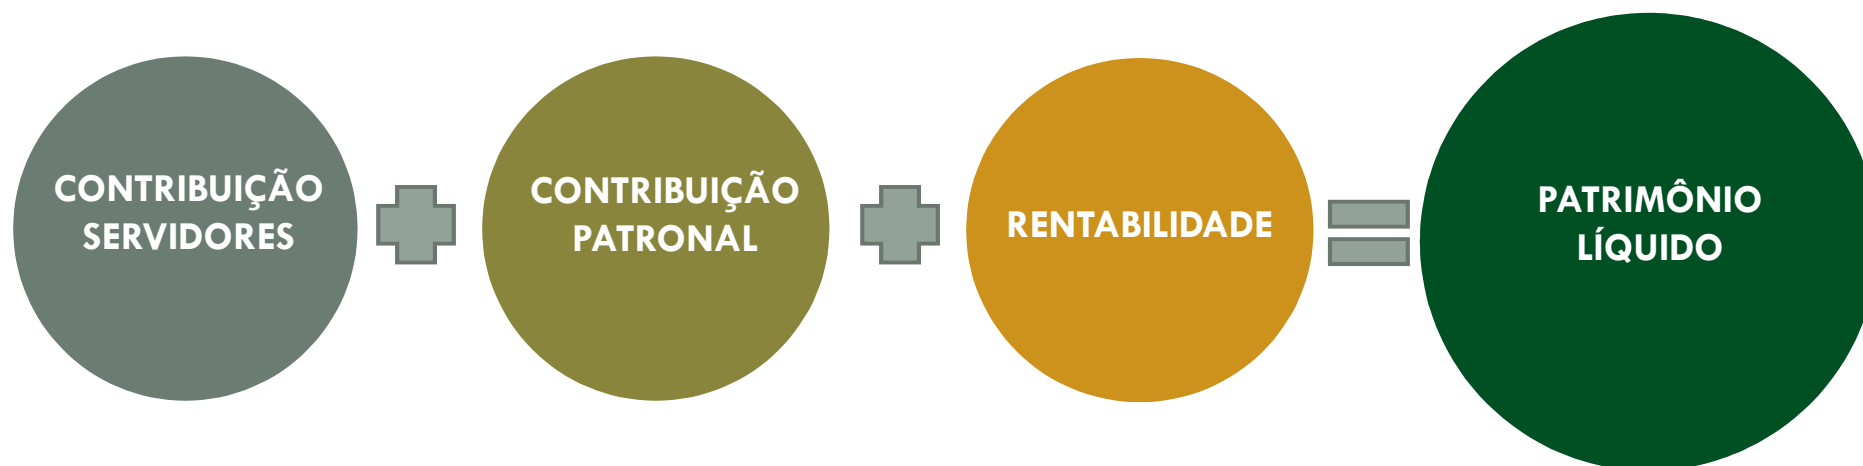 CONTRIBUIÇÃO
SERVIDORES
CONTRIBUIÇÃO
PATRONAL
RENTABILIDADE
PATRIMÔNIO
LÍQUIDO